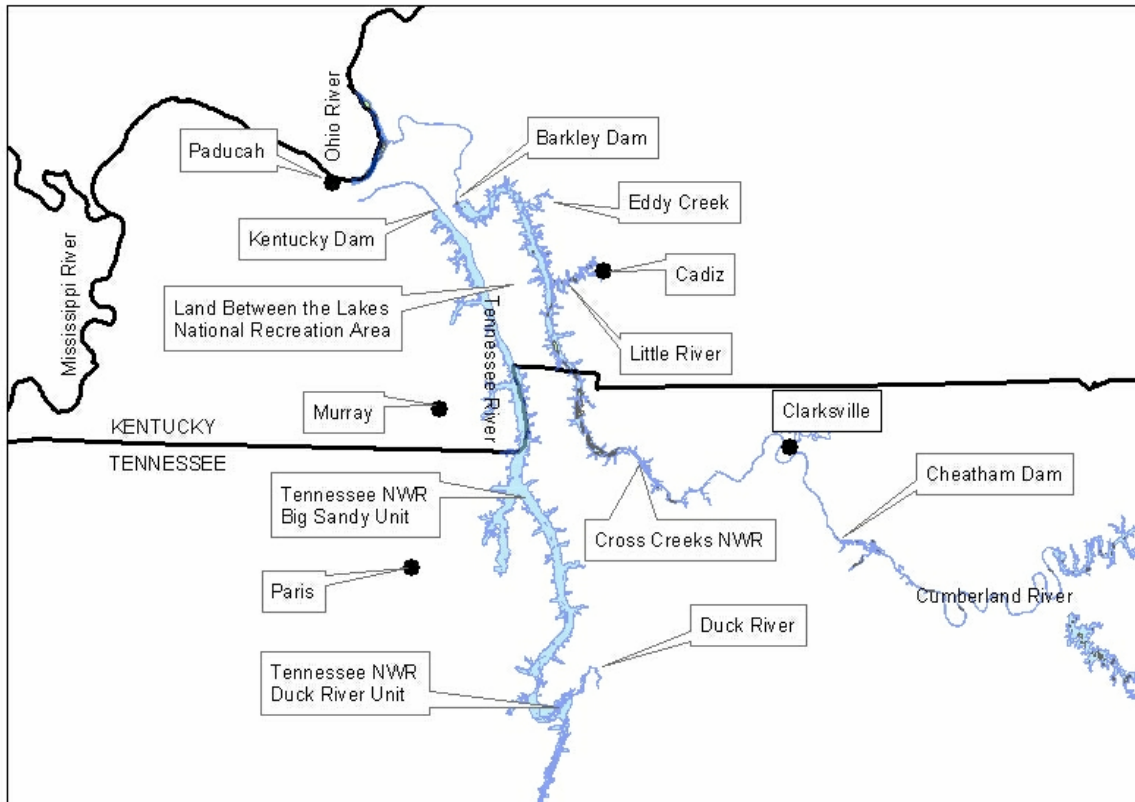 Ohio River
Paducah
Barkley Dam
Eddy Creek
Kentucky Dam
Mississippi River
Cadiz
Land Between the Lakes
National Recreation Area
Tennessee River
Little River
Murray
Clarksville
KENTUCKY
TENNESSEE
Tennessee NWR
Big Sandy Unit
Cheatham Dam
Cross Creeks NWR
Paris
Cumberland River
Duck River
Tennessee NWR
Duck River Unit